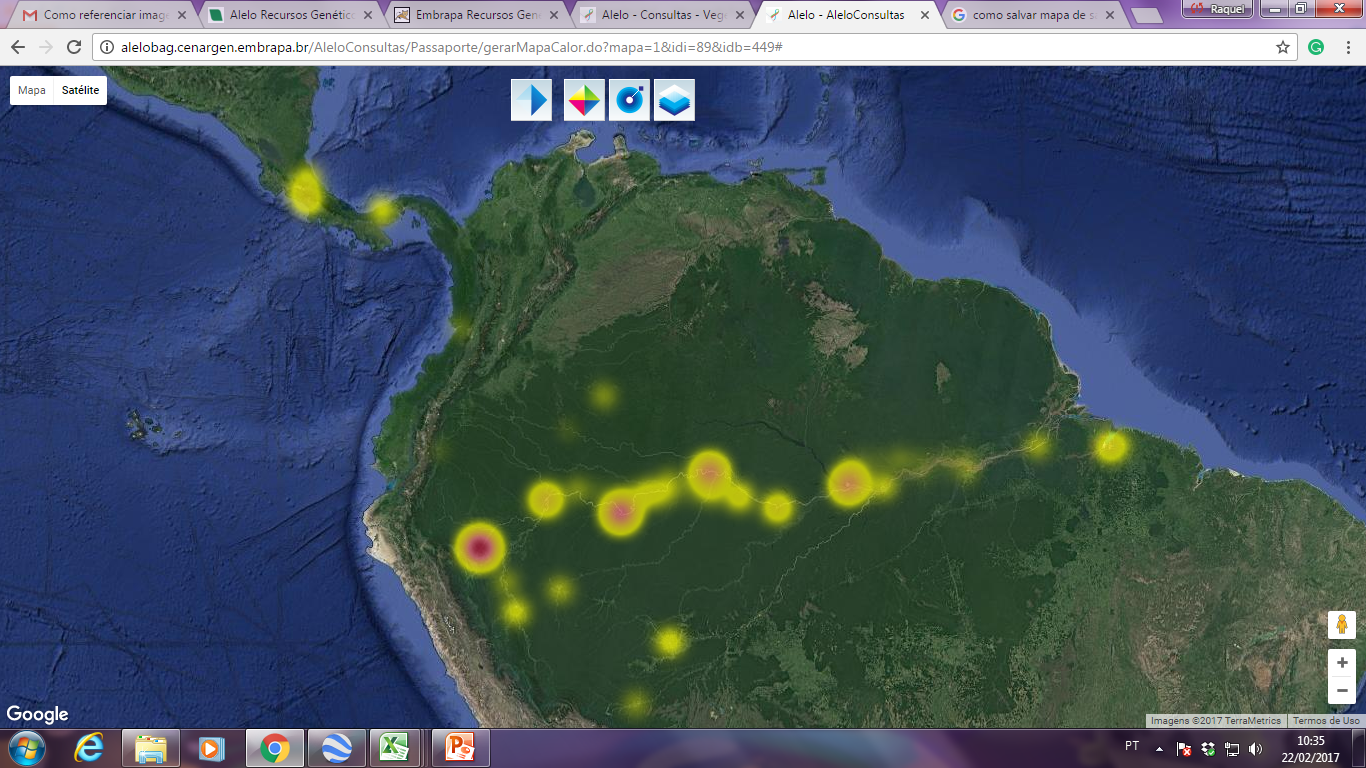 Como referenciar imag
Alelo Recursos Genétic
Embrapa Recursos Gen
Alelo - Consultas - Veg
Alelo - AleloConsultas
como salvar mapa de s
Raquel
alelobag.cenargen.embrapa.br/AleloConsultas/Passaporte/gerarMapaCalor.do?mapa=1&idi=89&idb=449#
Mapa
Satélite
Google
Imagens ©2017 TerraMetrics
Termos de Uso
PT
10:35
22/02/2017